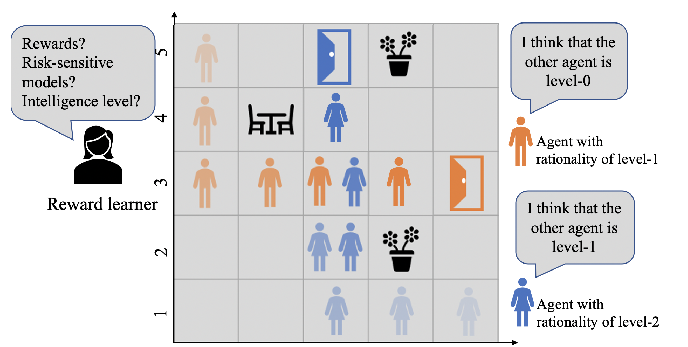 Rewards?
Risk-sensitive
models?
Intelligence level?
Reward learner
5
4
3
2
1
I think that the
other agent is
level-0
Agent with
rationality of level-1
I think that the
other agent is
level-1
Agent with
rationality of level-2